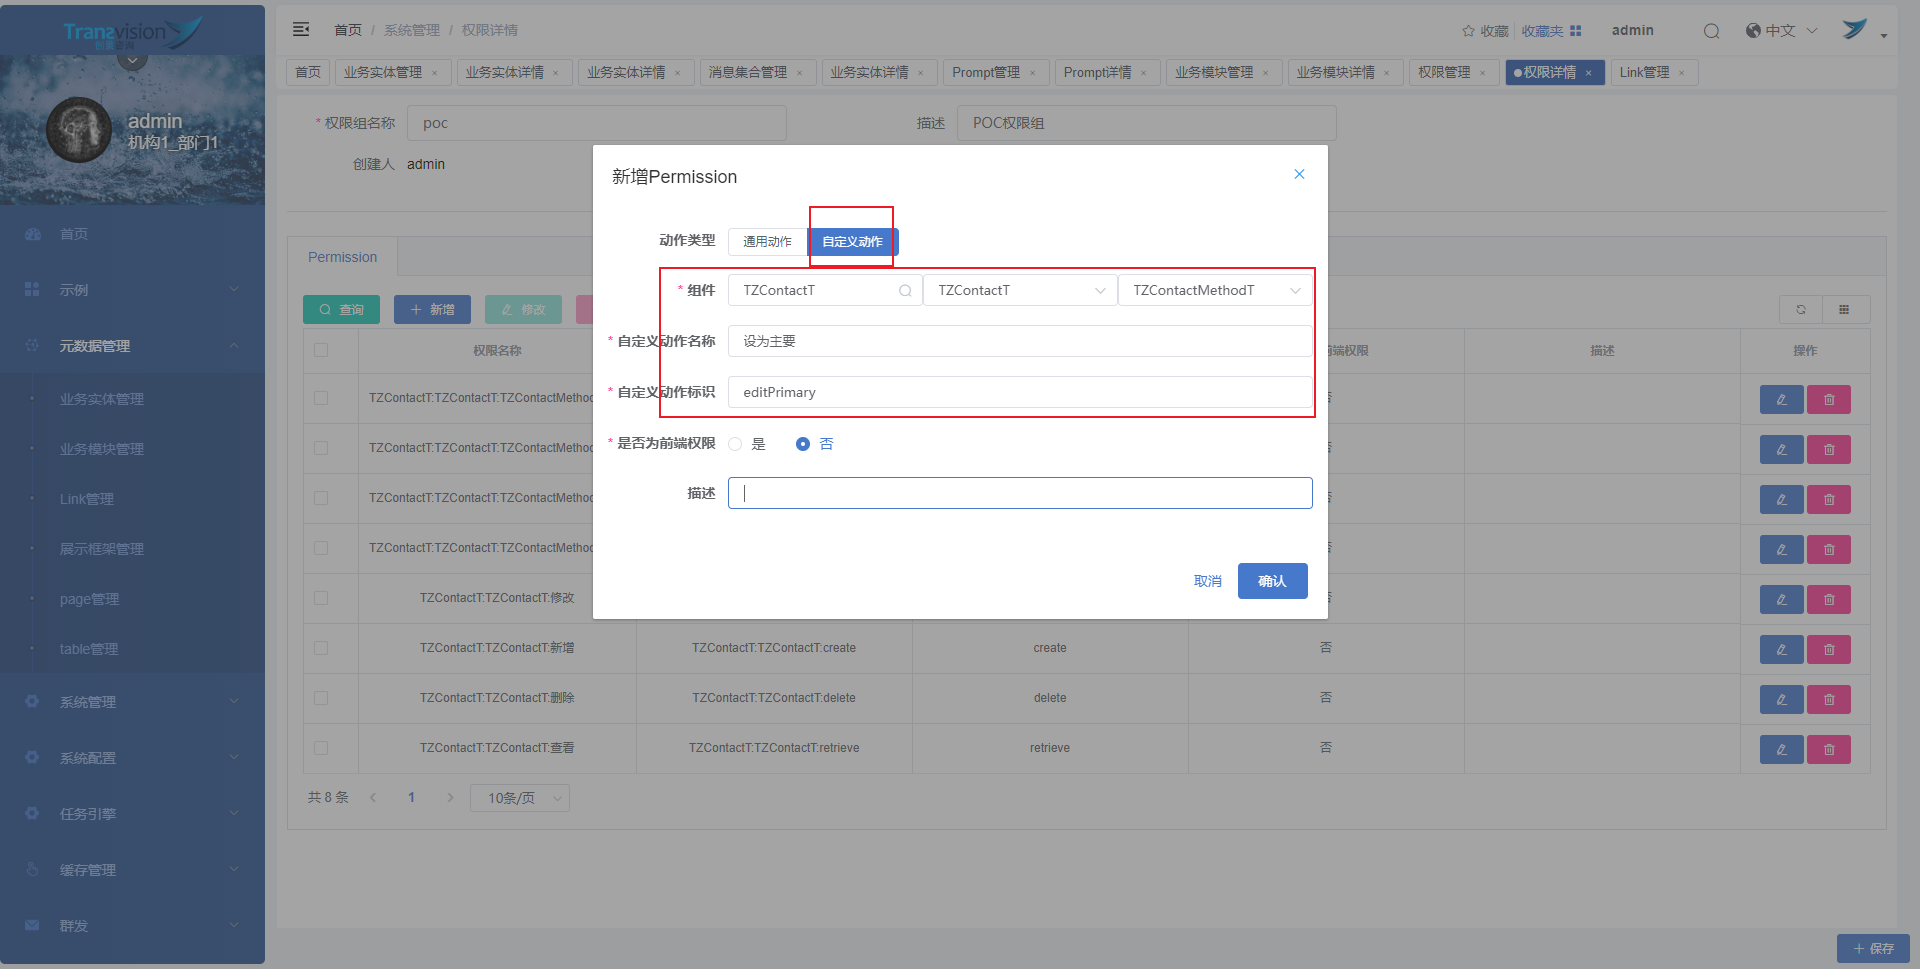 Tranzvision
创景咨询
首页 / 系统管理 / 权限详情
收藏 收藏夹 admin 中文
首页 业务实体管理 × 业务实体详情 × 业务实体详情 × 消息集合管理 × 业务实体详情 × Prompt管理 × Prompt详情 × 业务模块管理 × 业务模块详情 × 权限管理 × 权限详情 × Link管理 ×
admin
机构1_部门1
首页
示例
元数据管理
业务实体管理
业务模块管理
Link管理
展示框架管理
page管理
table管理
系统管理
系统配置
任务引擎
缓存管理
群发
* 权限组名称 poc 描述 POC权限组
创建人 admin
Permission
查询 + 新增 修改
权限名称 前端权限 描述 操作
TZContactT:TZContactT:TZContactMethod
TZContactT:TZContactT:TZContactMethod
TZContactT:TZContactT:TZContactMethod
TZContactT:TZContactT:TZContactMethod
TZContactT:TZContactT:修改
TZContactT:TZContactT:新增 TZContactT:TZContactT:create create 否
TZContactT:TZContactT:删除 TZContactT:TZContactT:delete delete 否
TZContactT:TZContactT:查看 TZContactT:TZContactT:retrieve retrieve 否
共 8 条 < 1 > 10条/页
新增Permission ×
动作类型 通用动作 自定义动作
* 组件 TZContactT TZContactT TZContactMethodT
* 自定义动作名称 设为主要
* 自定义动作标识 editPrimary
* 是否为前端权限 是 否
描述
取消 确认
+ 保存